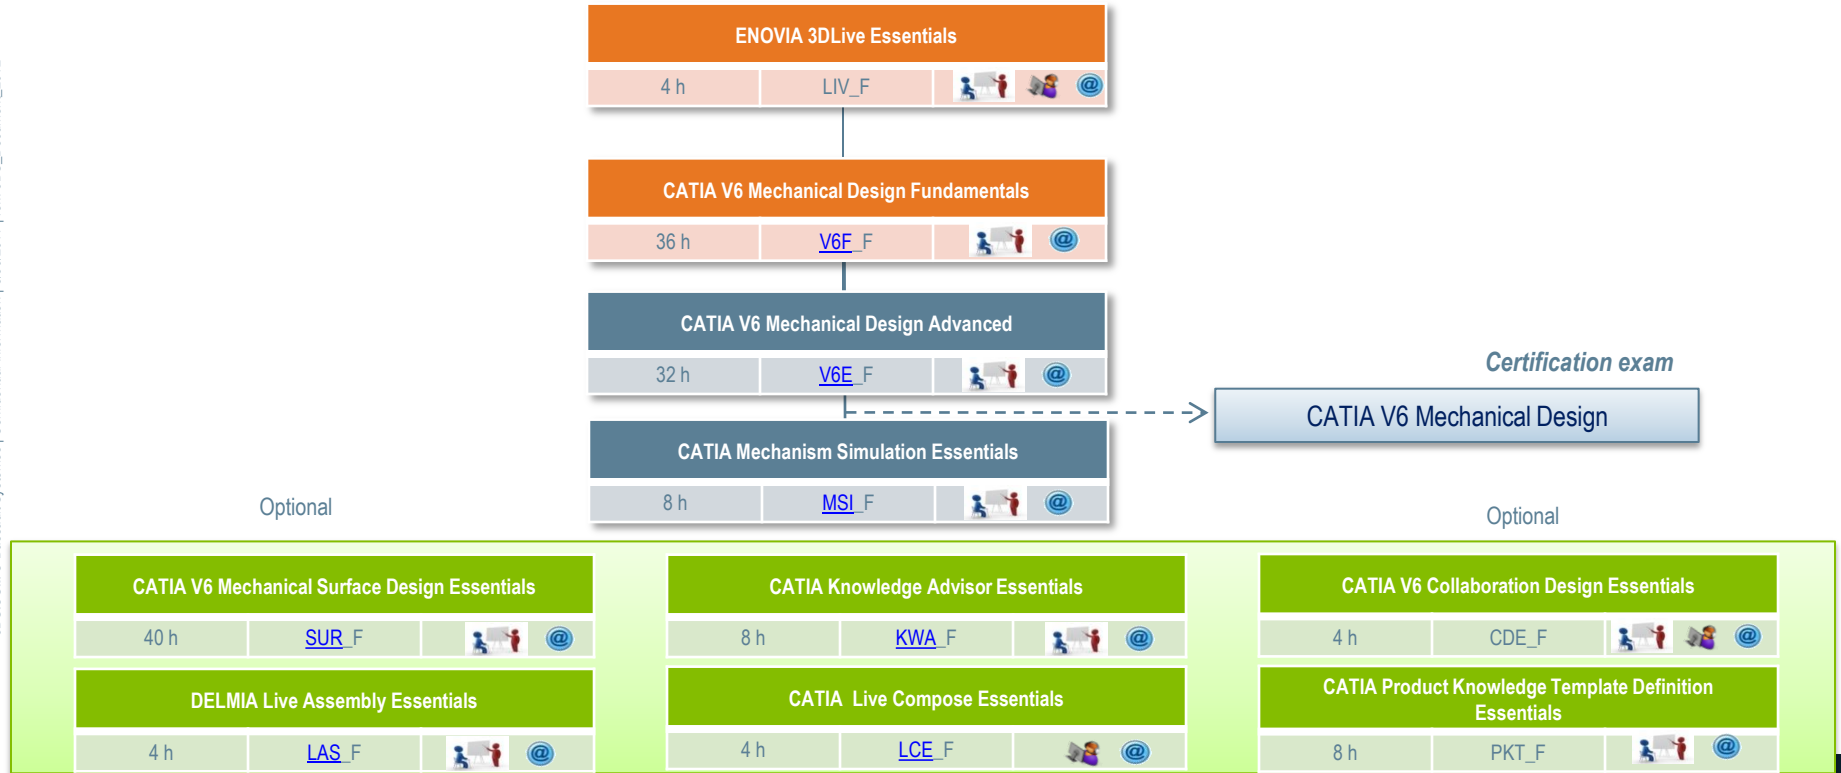 ENOVIA 3DLive Essentials
4 h LIV_F @
CATIA V6 Mechanical Design Fundamentals
36 h V6F_F @
CATIA V6 Mechanical Design Advanced
32 h V6E_F @
Certification exam
CATIA V6 Mechanical Design
CATIA Mechanism Simulation Essentials
8 h MSI_F @
Optional
Optional
CATIA V6 Mechanical Surface Design Essentials
40 h SUR_F @
CATIA Knowledge Advisor Essentials
8 h KWA_F @
CATIA V6 Collaboration Design Essentials
4 h CDE_F @
DELMIA Live Assembly Essentials
4 h LAS_F @
CATIA Live Compose Essentials
4 h LCE_F @
CATIA Product Knowledge Template Definition
Essentials
8 h PKT_F @